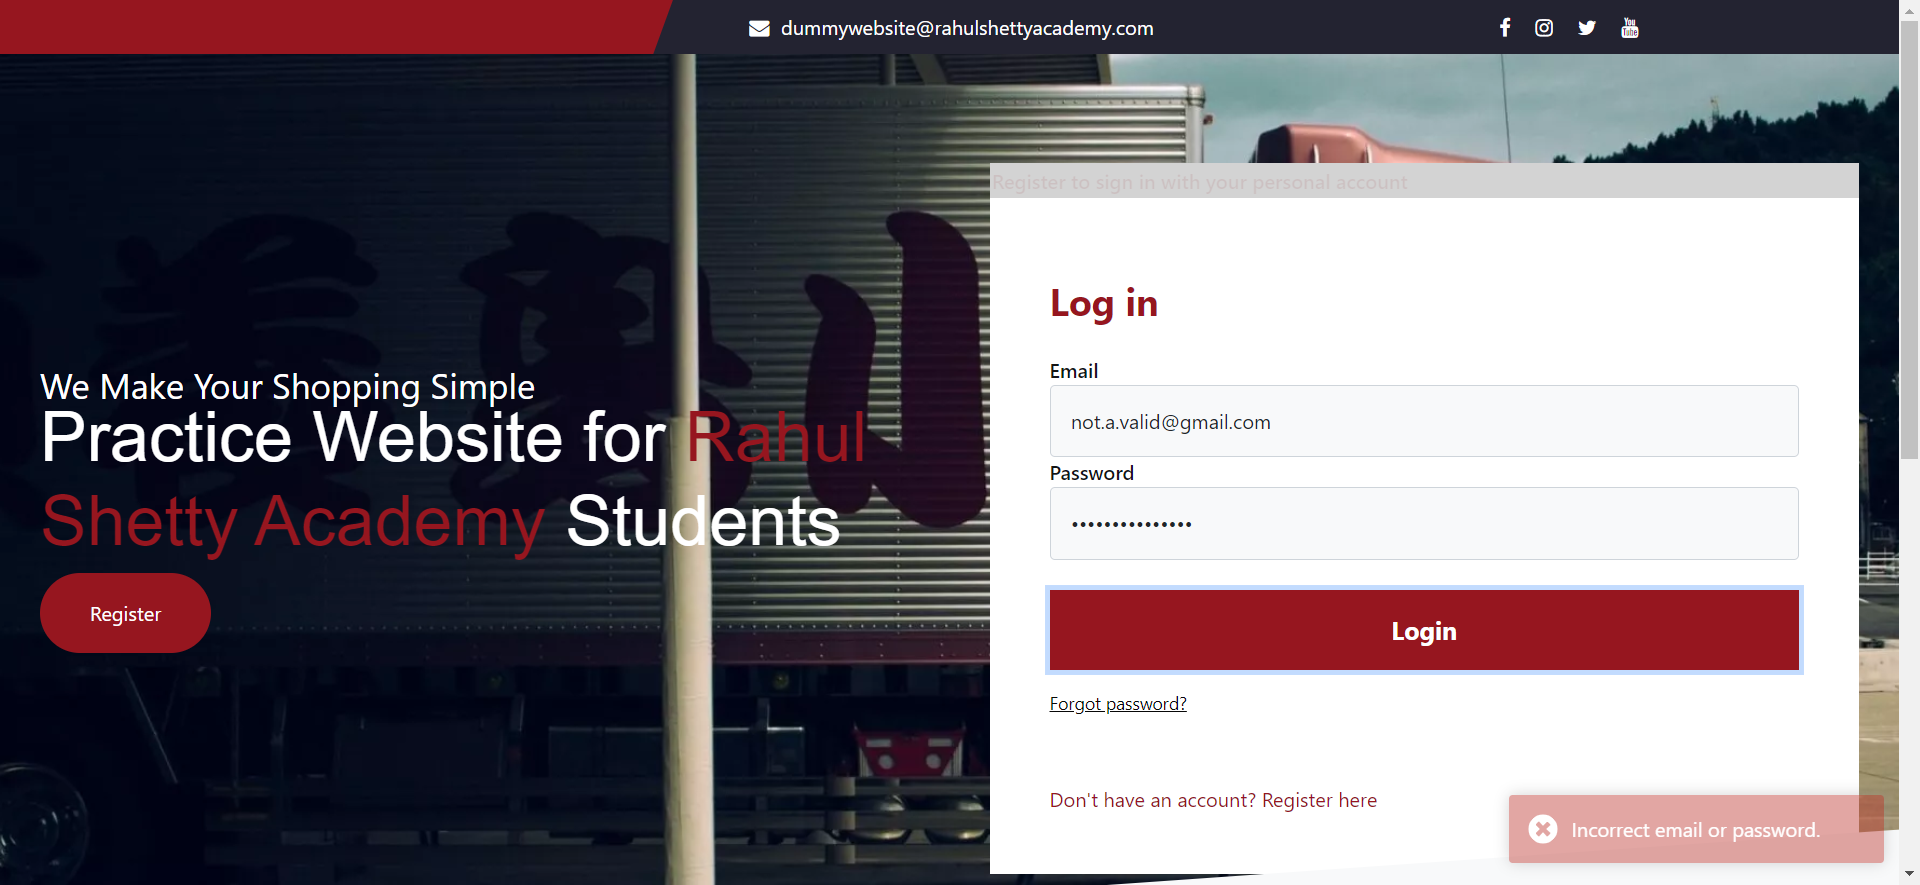 dummywebsite@rahulshettyacademy.com
Register to sign in with your personal account
We Make Your Shopping Simple
Practice Website for Rahul
Shetty Academy Students
Register
Log in
Email
not.a.valid@gmail.com
Password
•••••••••••••••
Login
Forgot password?
Don't have an account? Register here
Incorrect email or password.